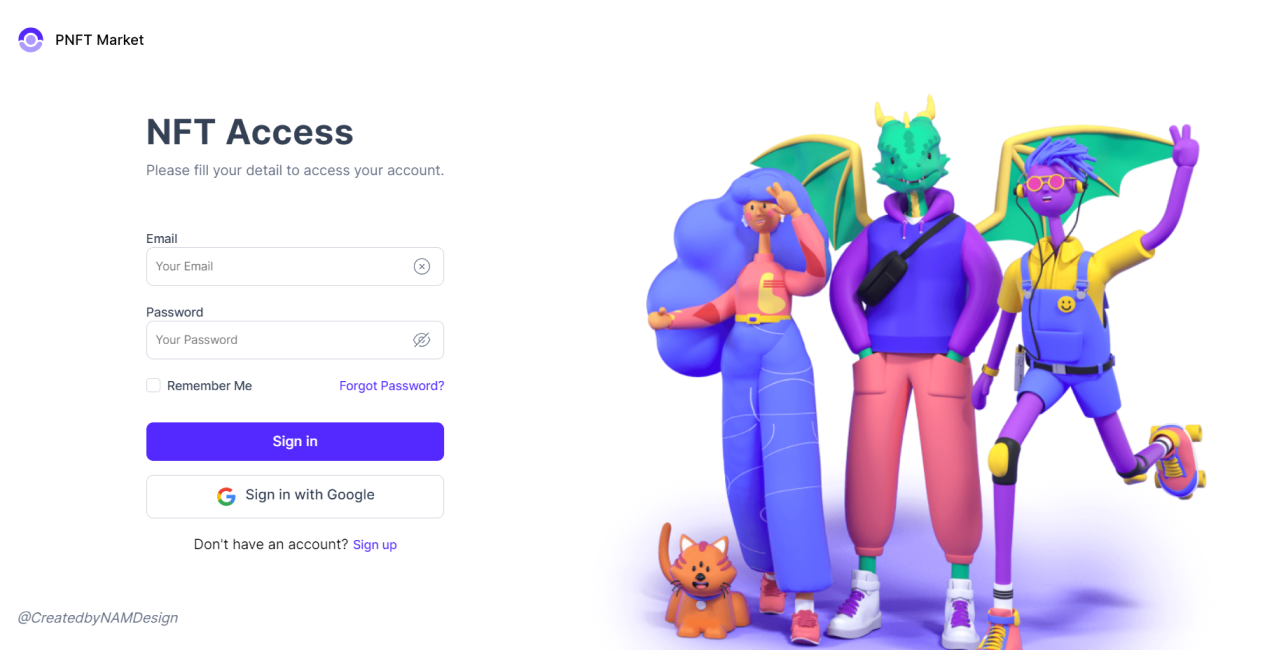 PNFT Market
NFT Access
Please fill your detail to access your account.
Email
Your Email
Password
Your Password
Remember Me
Forgot Password?
Sign in
Sign in with Google
Don't have an account? Sign up
@CreatedbyNAMDesign